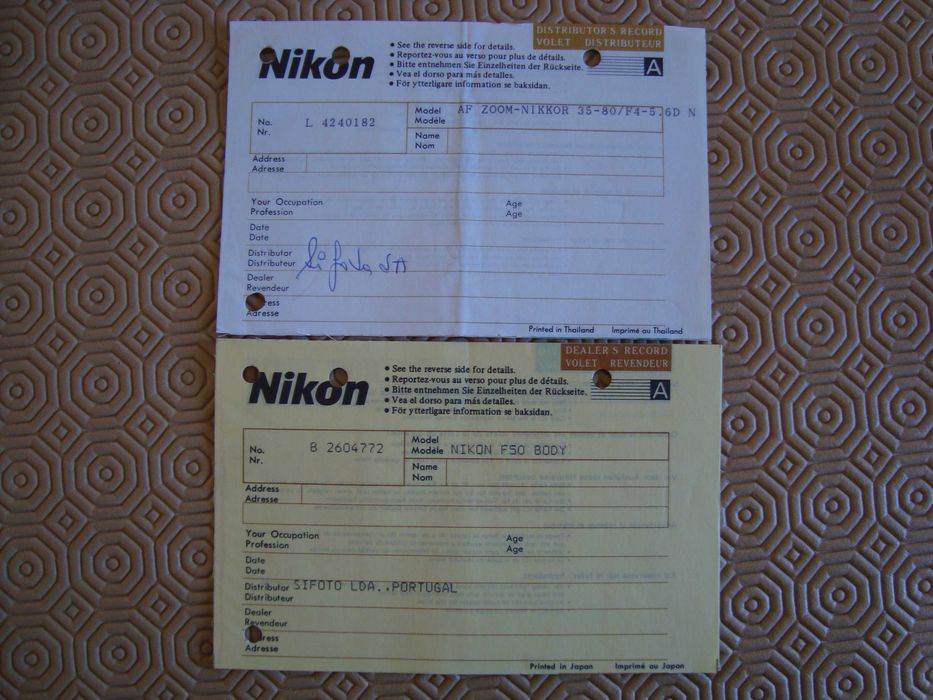 DISTRIBUTOR'S RECORD
VOLET DISTRIBUTEUR
Nikon
• See the reverse side for details.
• Reportez-vous au verso pour plus de détails.
• Bitte entnehmen Sie Einzelheiten der Rückseite.
• Vea el dorso para más detalles.
• För ytterligare information se baksidan.
A
No.
Nr.
L 4240182
Model
Modèle
AF ZOOM-NIKKOR 35-80/F4-5.6D N
Name
Nom
Address
Adresse
Your Occupation
Profession
Age
Age
Date
Date
Distributor
Distributeur
Sifoto SA
Dealer
Revendeur
ress
Adresse
Printed in Thailand Imprimé au Thailand
DEALER'S RECORD
VOLET REVENDEUR
Nikon
• See the reverse side for details.
• Reportez-vous au verso pour plus de détails.
• Bitte entnehmen Sie Einzelheiten der Rückseite.
• Vea el dorso para más detalles.
• För ytterligare information se baksidan.
A
No.
Nr.
B 2604772
Model
Modèle
NIKON F50 BODY
Name
Nom
Address
Adresse
Your Occupation
Profession
Age
Age
Date
Date
Distributor
Distributeur
SIFOTO LDA..PORTUGAL
Dealer
Revendeur
ress
Adresse
Printed in Japan Imprimé au Japan